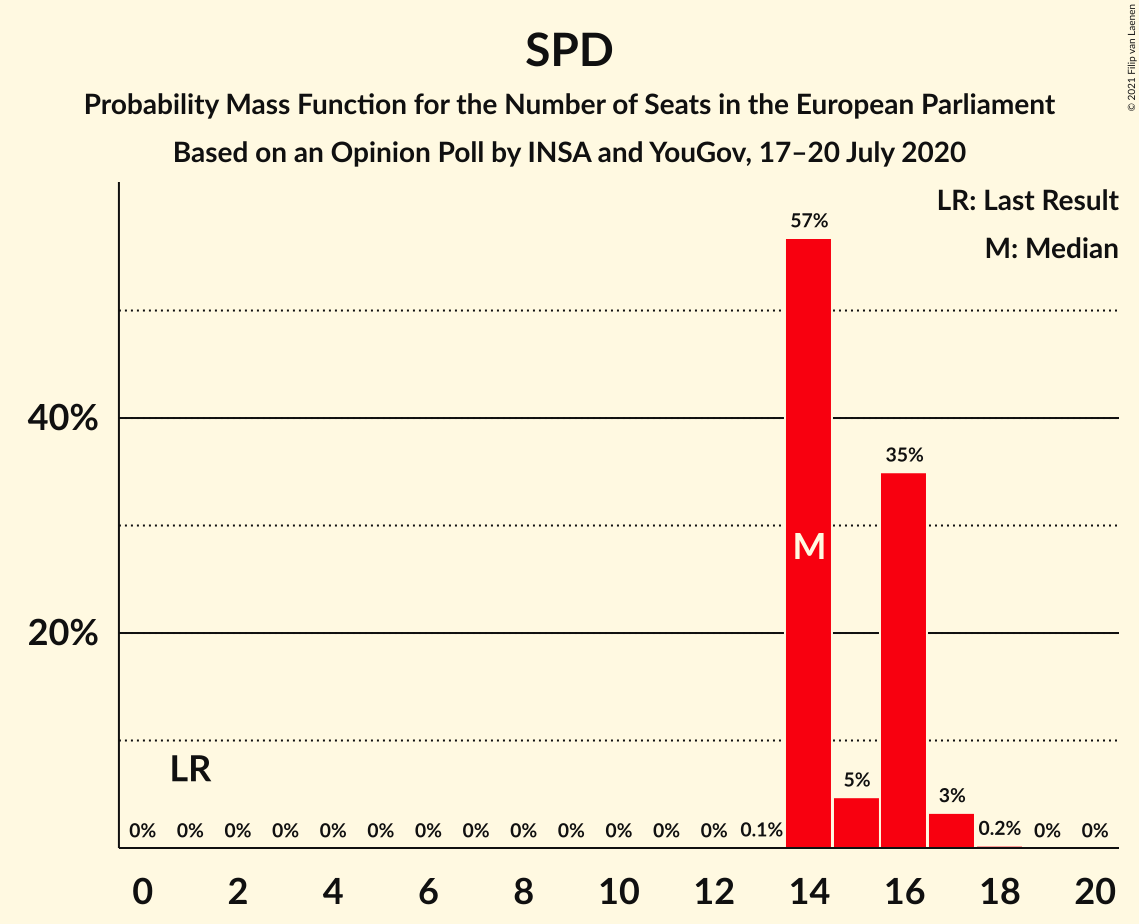 SPD
Probability Mass Function for the Number of Seats in the European Parliament
Based on an Opinion Poll by INSA and YouGov, 17–20 July 2020
© 2021 Filip van Laenen
LR: Last Result
M: Median
57%
40%
35%
M
20%
LR
5%
3%
0% 0% 0% 0% 0% 0% 0% 0% 0% 0% 0% 0% 0% 0.1% 0.2% 0% 0%
0 2 4 6 8 10 12 14 16 18 20